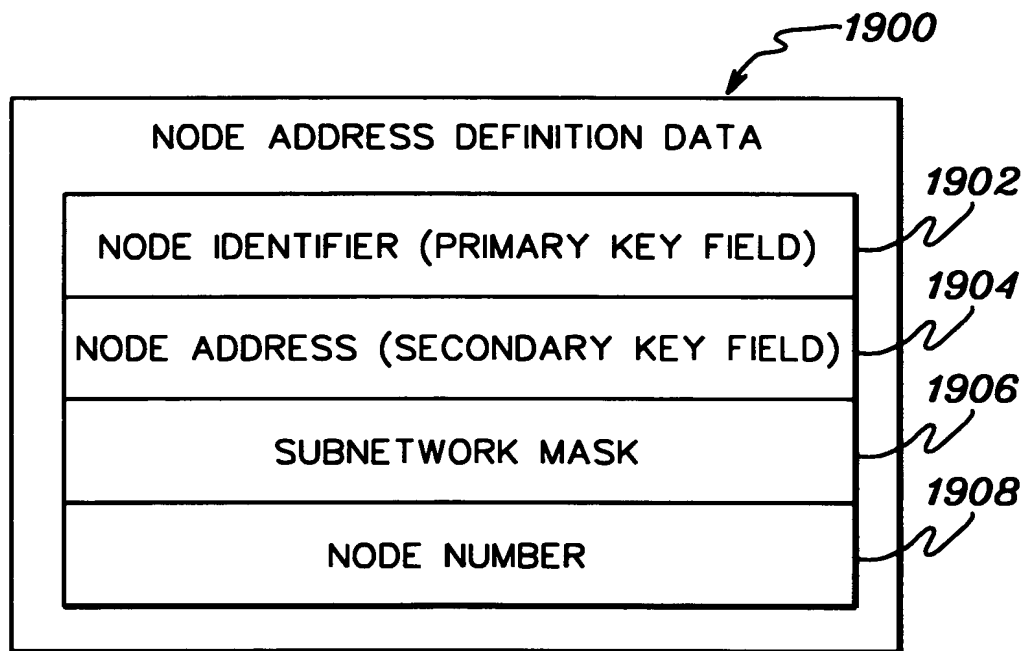 1900
NODE ADDRESS DEFINITION DATA
1902
NODE IDENTIFIER (PRIMARY KEY FIELD)
1904
NODE ADDRESS (SECONDARY KEY FIELD)
1906
SUBNETWORK MASK
1908
NODE NUMBER